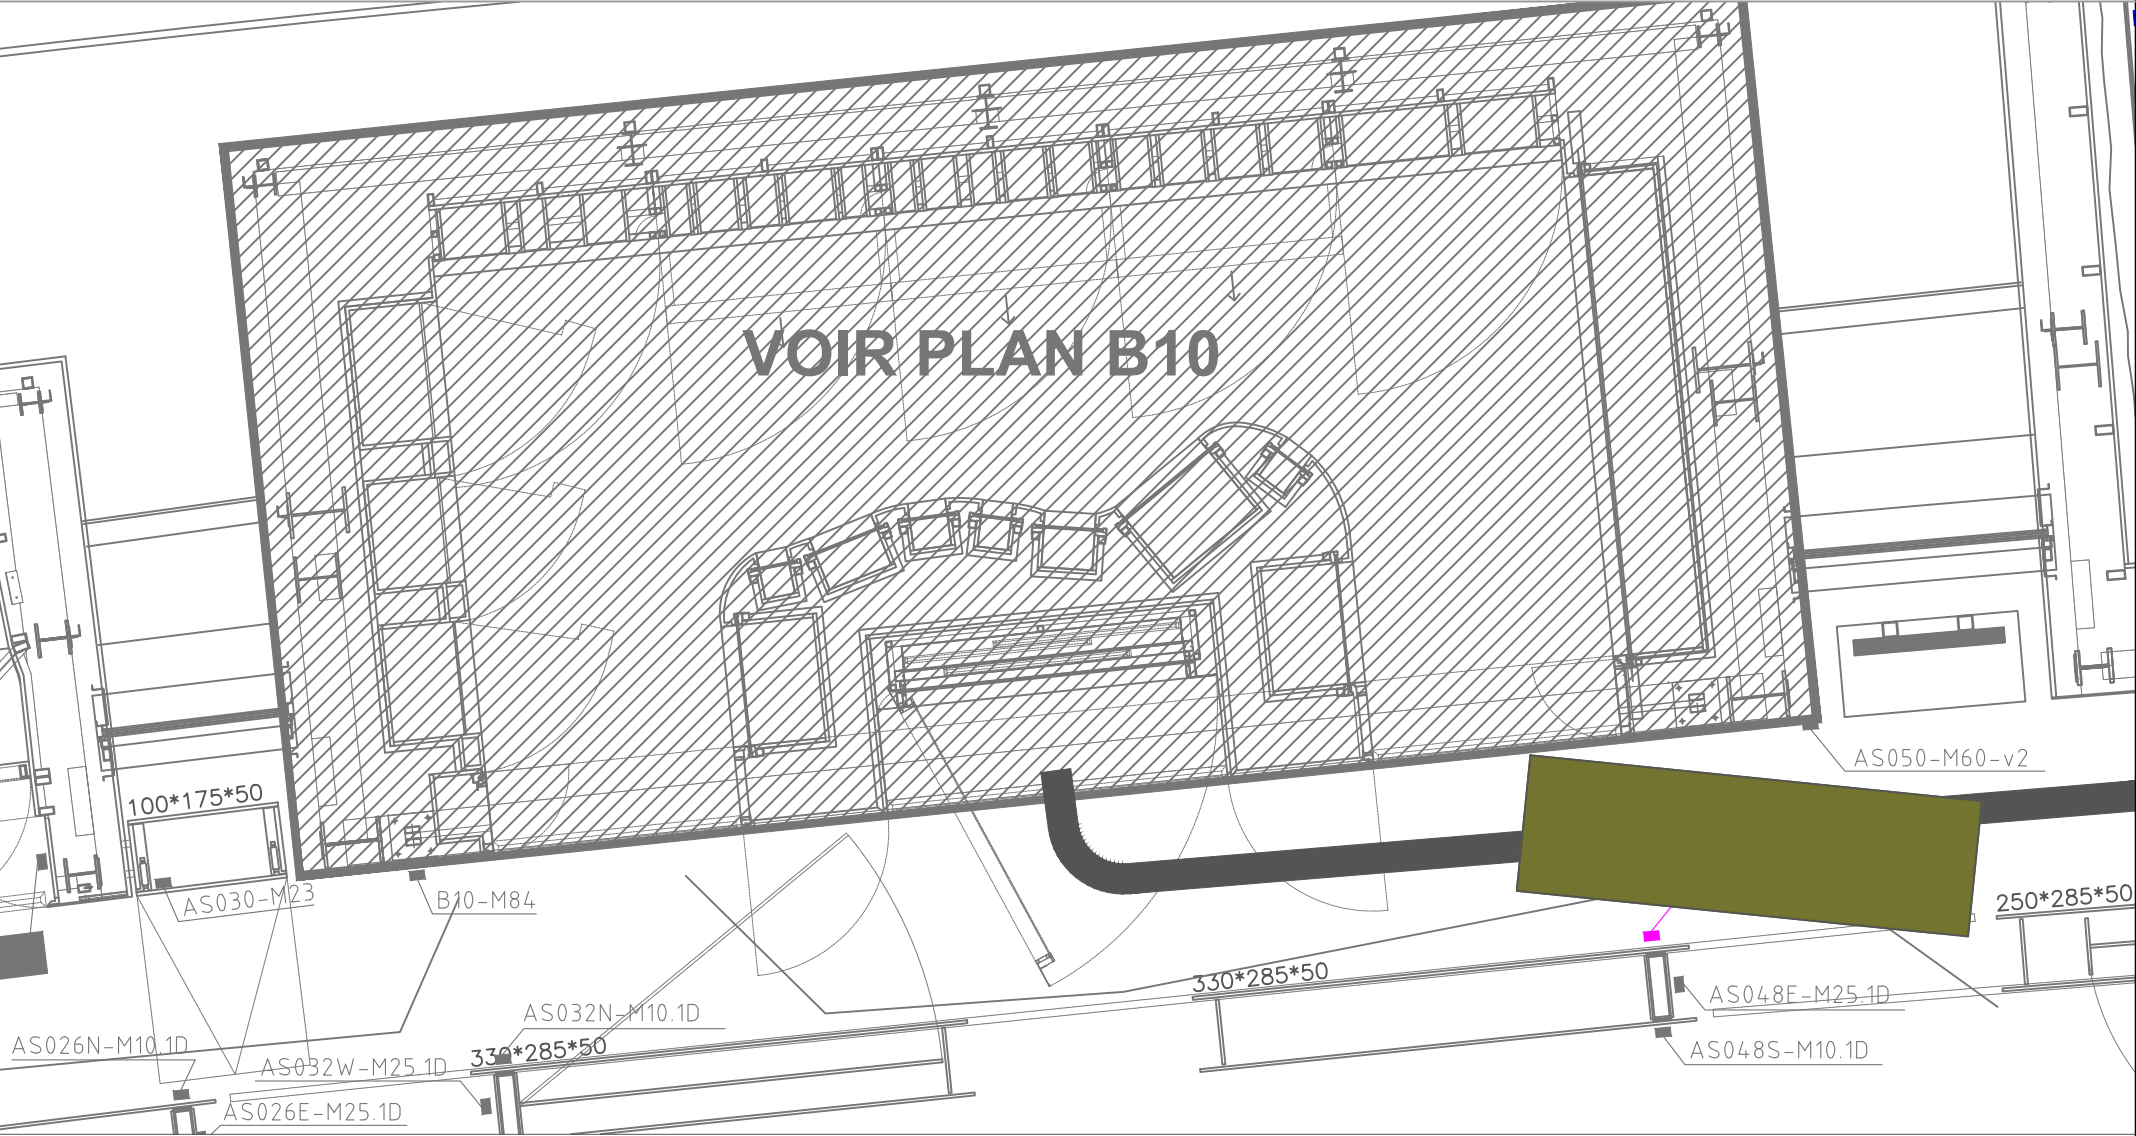 VOIR PLAN B10
AS050-M60-v2
100*175*50
AS030-M23
B10-M84
250*285*50
330*285*50
AS048E-M25.1D
AS032N-M10.1D
AS026N-M10.1D
330*285*50
AS048S-M10.1D
AS032W-M25.1D
AS026E-M25.1D